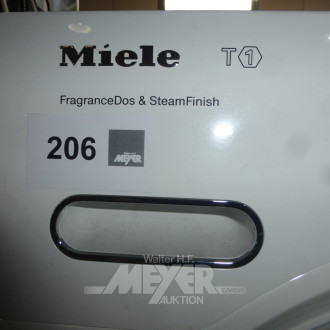 Miele T1
FragranceDos & SteamFinish
206
MEYER
Walter H.F.
MEYER
AUKTION